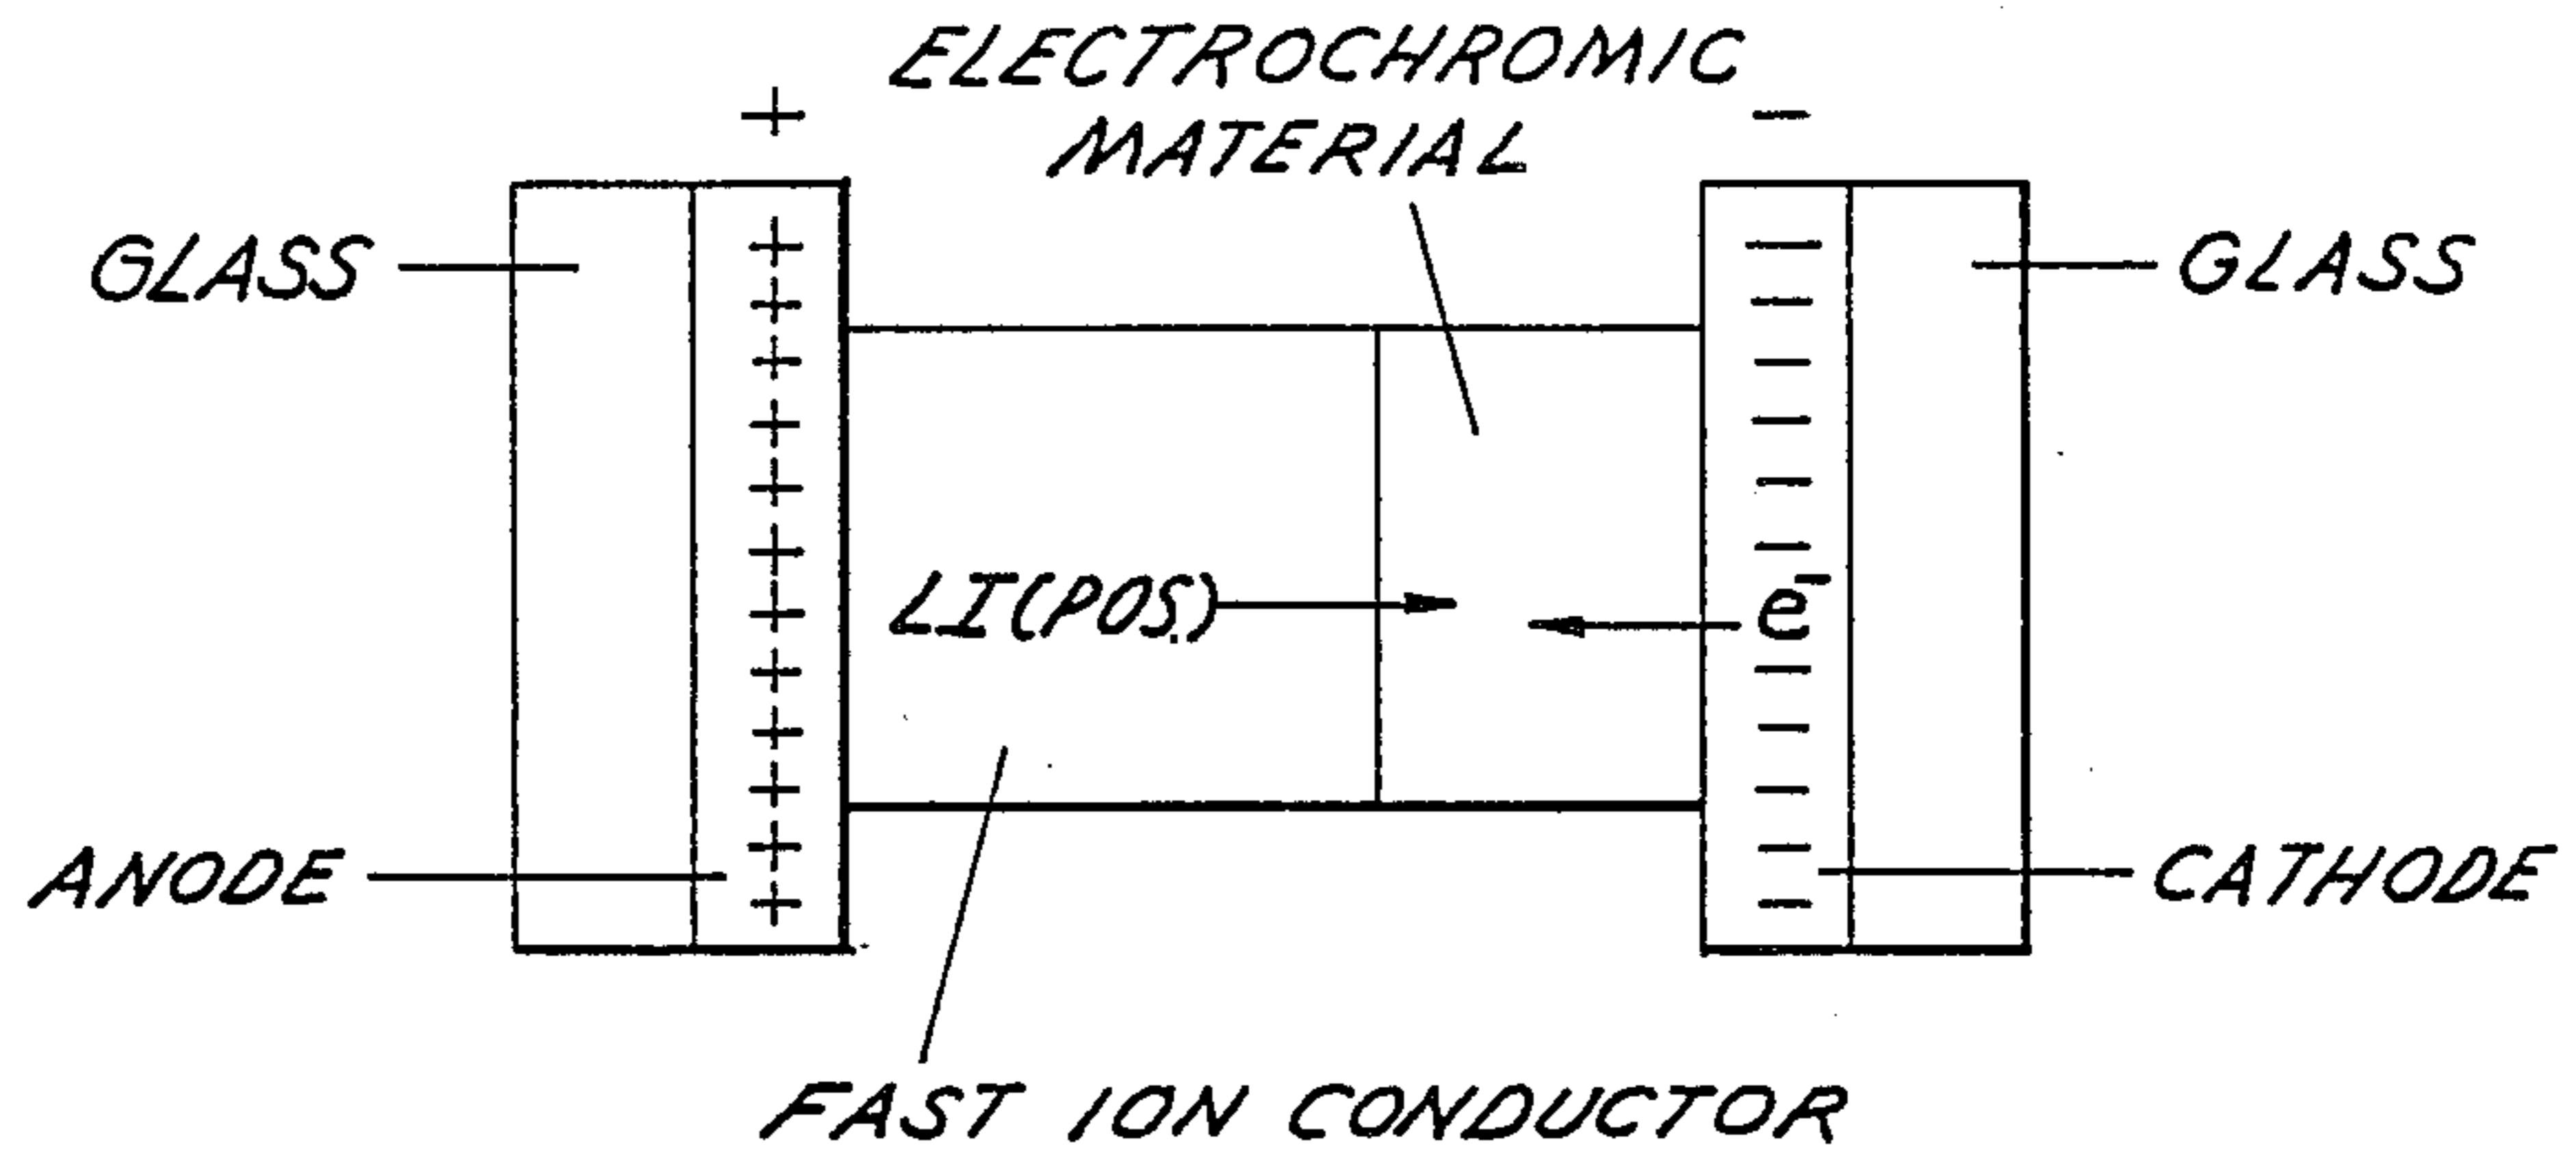 ELECTROCHROMIC
MATERIAL
+
-
GLASS
GLASS
+
+
+
+
+
+
+
+
+
+
+
+
-
-
-
-
-
-
e-
-
-
-
-
-
LI(POS.)
ANODE
CATHODE
FAST ION CONDUCTOR